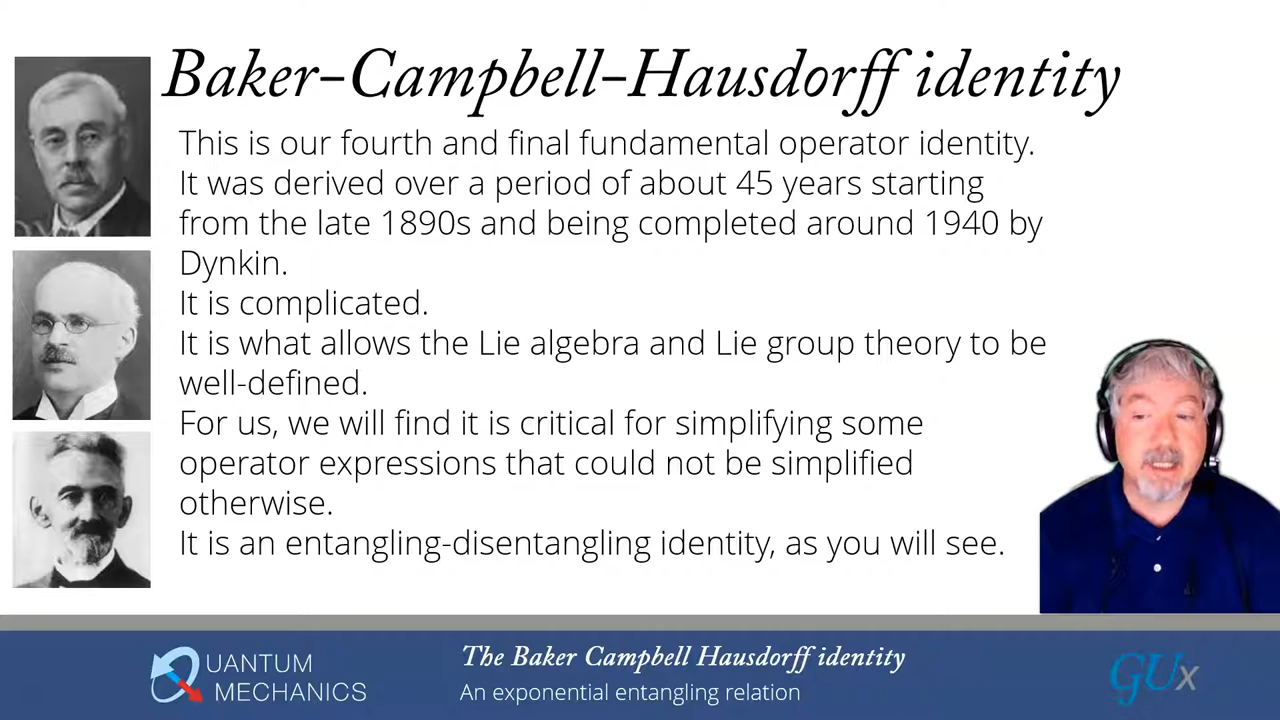 Baker-Campbell-Hausdorff identity
This is our fourth and final fundamental operator identity.
It was derived over a period of about 45 years starting
from the late 1890s and being completed around 1940 by
Dynkin.
It is complicated.
It is what allows the Lie algebra and Lie group theory to be
well-defined.
For us, we will find it is critical for simplifying some
operator expressions that could not be simplified
otherwise.
It is an entangling-disentangling identity, as you will see.
QUANTUM
MECHANICS
The Baker Campbell Hausdorff identity
An exponential entangling relation
GUx